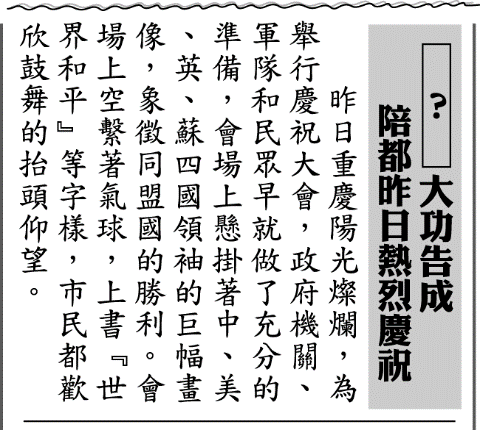 ？大功告成
陪都昨日熱烈慶祝
昨日重慶陽光燦爛，為
舉行慶祝大會，政府機關、
軍隊和民眾早就做了充分的
準備，會場上懸掛著中、美
、英、蘇四國領袖的巨幅畫
像，象徵同盟國的勝利。會
場上空繫著氣球，上書『世
界和平』等字樣，市民都歡
欣鼓舞的抬頭仰望。